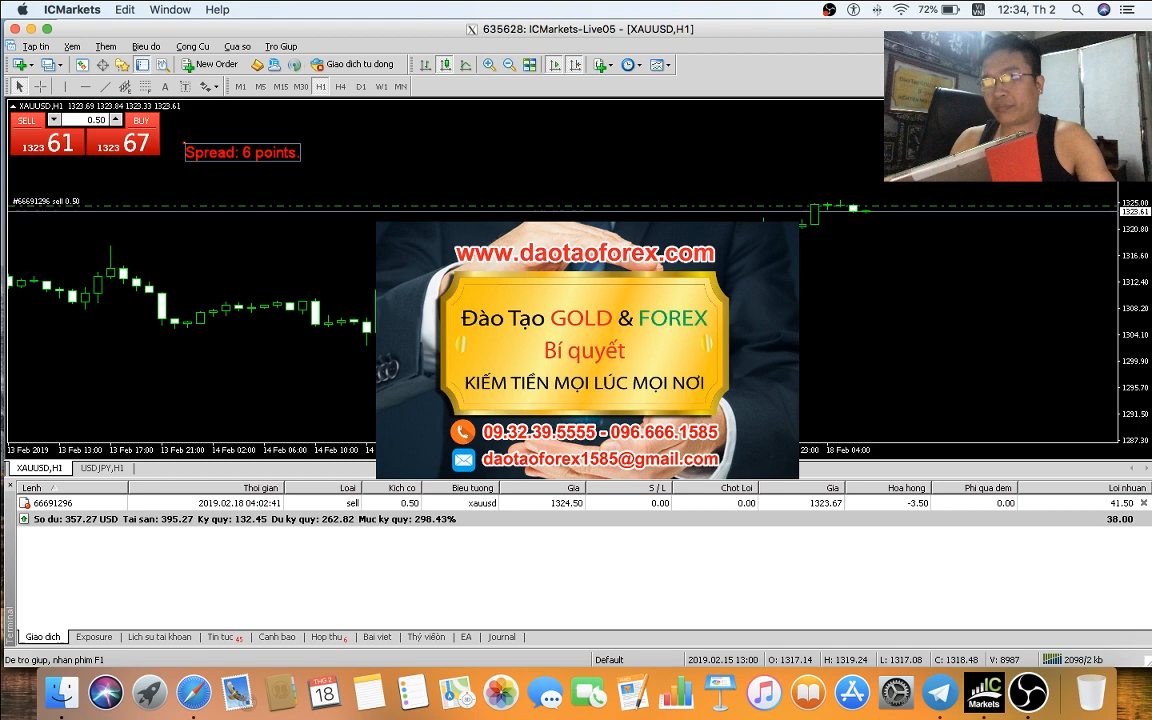 ICMarkets Edit Window Help 72% VI VNI 12:34, Th 2
635628: ICMarkets-Live05 - [XAUUSD,H1]
Tap tin Xem Them Bieu do Cong Cu Cua so Tro Giup
New Order Giao dich tu dong
M1 M5 M15 M30 H1 H4 D1 W1 MN
XAUUSD,H1 1323.69 1323.84 1323.33 1323.61
SELL 0.50 BUY
1323 61 1323 67
Spread: 6 points.
#66691296 sell 0.50
1325.00
1323.61
1320.80
1316.60
1312.40
1308.20
1304.10
1299.90
1295.70
1291.50
1287.30
www.daotaoforex.com
Đào Tạo GOLD & FOREX
Bí quyết
KIẾM TIỀN MỌI LÚC MỌI NƠI
09.32.39.5555 - 096.666.1585
daotaoforex1585@gmail.com
13 Feb 2019 13 Feb 13:00 13 Feb 17:00 14 Feb 02:00 14 Feb 06:00 14 Feb 10:00 14 23:00 18 Feb 04:00
XAUUSD,H1 USDJPY,H1
Lenh Thoi gian Loai Kich co Bieu tuong Gia S / L Chot Loi Gia Hoa hong Phi qua dem Loi nhuan
66691296 2019.02.18 04:02:41 sell 0.50 xauusd 1324.50 0.00 0.00 1323.67 -3.50 0.00 41.50
So du: 357.27 USD Tai san: 395.27 Ky quy: 132.45 Du ky quy: 262.82 Muc ky quy: 298.43% 38.00
Terminal
Giao dich Exposure Lich su tai khoan Tin tuc 45 Canh bao Hop thu 6 Bai viet Thý viêòn EA Journal
De tro giup, nhan phim F1 Default 2019.02.15 13:00 O: 1317.14 H: 1319.24 L: 1317.08 C: 1318.48 V: 8987 2098/2 kb
THG 2
18
IC
Markets